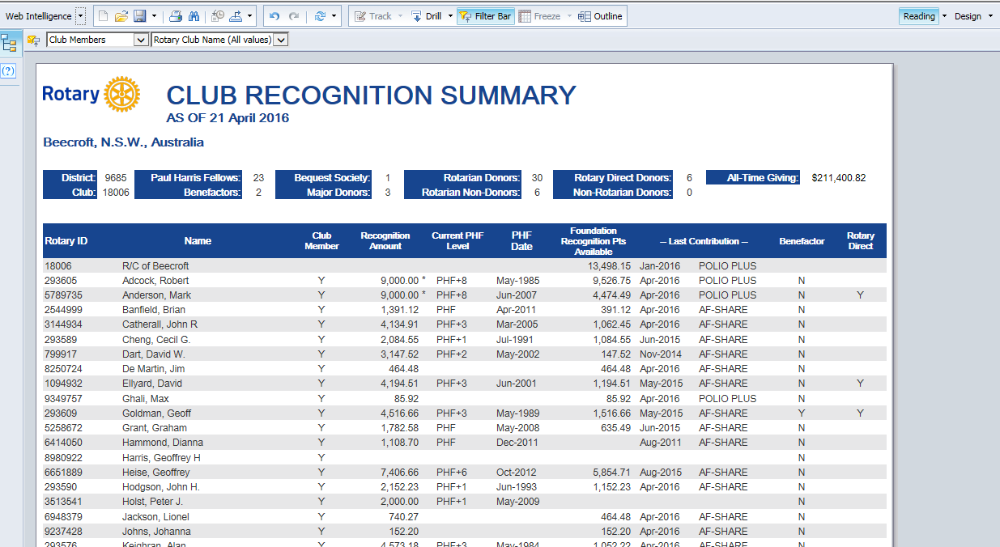 Web Intelligence Track Drill Filter Bar Freeze Outline Reading Design
Club Members Rotary Club Name (All values)
(?)
Rotary CLUB RECOGNITION SUMMARY
AS OF 21 April 2016
Beecroft, N.S.W., Australia
District: 9685 Paul Harris Fellows: 23 Bequest Society: 1 Rotarian Donors: 30 Rotary Direct Donors: 6 All-Time Giving: $211,400.82
Club: 18006 Benefactors: 2 Major Donors: 3 Rotarian Non-Donors: 6 Non-Rotarian Donors: 0
Rotary ID Name Club Member Recognition Amount Current PHF Level PHF Date Foundation Recognition Pts Available -- Last Contribution -- Benefactor Rotary Direct
18006 R/C of Beecroft 13,498.15 Jan-2016 POLIO PLUS
293605 Adcock, Robert Y 9,000.00 * PHF+8 May-1985 9,526.75 Apr-2016 POLIO PLUS N
5789735 Anderson, Mark Y 9,000.00 * PHF+8 Jun-2007 4,474.49 Apr-2016 POLIO PLUS N Y
2544999 Banfield, Brian Y 1,391.12 PHF Apr-2011 391.12 Apr-2016 AF-SHARE N
3144934 Catherall, John R Y 4,134.91 PHF+3 Mar-2005 1,062.45 Apr-2016 AF-SHARE N
293589 Cheng, Cecil G. Y 2,084.55 PHF+1 Jul-1991 1,084.55 Jun-2015 AF-SHARE N
799917 Dart, David W. Y 3,147.52 PHF+2 May-2002 147.52 Nov-2014 AF-SHARE N
8250724 De Martin, Jim Y 464.48 464.48 Apr-2016 AF-SHARE N
1094932 Ellyard, David Y 4,194.51 PHF+3 Jun-2001 1,194.51 May-2015 AF-SHARE N Y
9349757 Ghali, Max Y 85.92 85.92 Apr-2016 POLIO PLUS N
293609 Goldman, Geoff Y 4,516.66 PHF+3 May-1989 1,516.66 May-2015 AF-SHARE Y Y
5258672 Grant, Graham Y 1,782.58 PHF May-2008 635.49 Jun-2015 AF-SHARE N
6414050 Hammond, Dianna Y 1,108.70 PHF Dec-2011 Aug-2011 AF-SHARE N
8980922 Harris, Geoffrey H Y N
6651889 Heise, Geoffrey Y 7,406.66 PHF+6 Oct-2012 5,854.71 Aug-2015 AF-SHARE N
293590 Hodgson, John H. Y 2,152.23 PHF+1 Jun-1993 1,152.23 Apr-2016 AF-SHARE N
3513541 Holst, Peter J. Y 2,000.00 PHF+1 May-2009 N
6948379 Jackson, Lionel Y 740.27 464.48 Apr-2016 AF-SHARE N
9237428 Johns, Johanna Y 152.20 152.20 Apr-2016 AF-SHARE N
293576 Keighran, Alan Y 4,573.18 PHF+3 May-1984 1,052.22 Apr-2016 AF-SHARE N